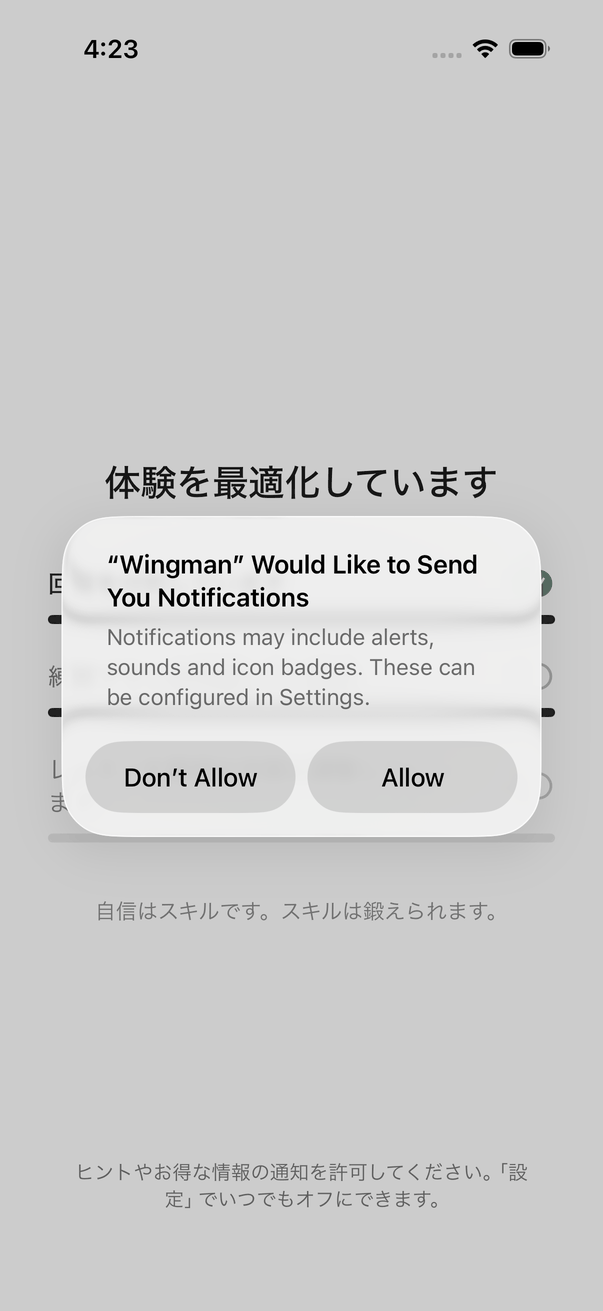 4:23
体験を最適化しています
“Wingman” Would Like to Send
You Notifications
Notifications may include alerts,
sounds and icon badges. These can
be configured in Settings.
Don’t Allow
Allow
自信はスキルです。スキルは鍛えられます。
ヒントやお得な情報の通知を許可してください。「設
定」でいつでもオフにできます。